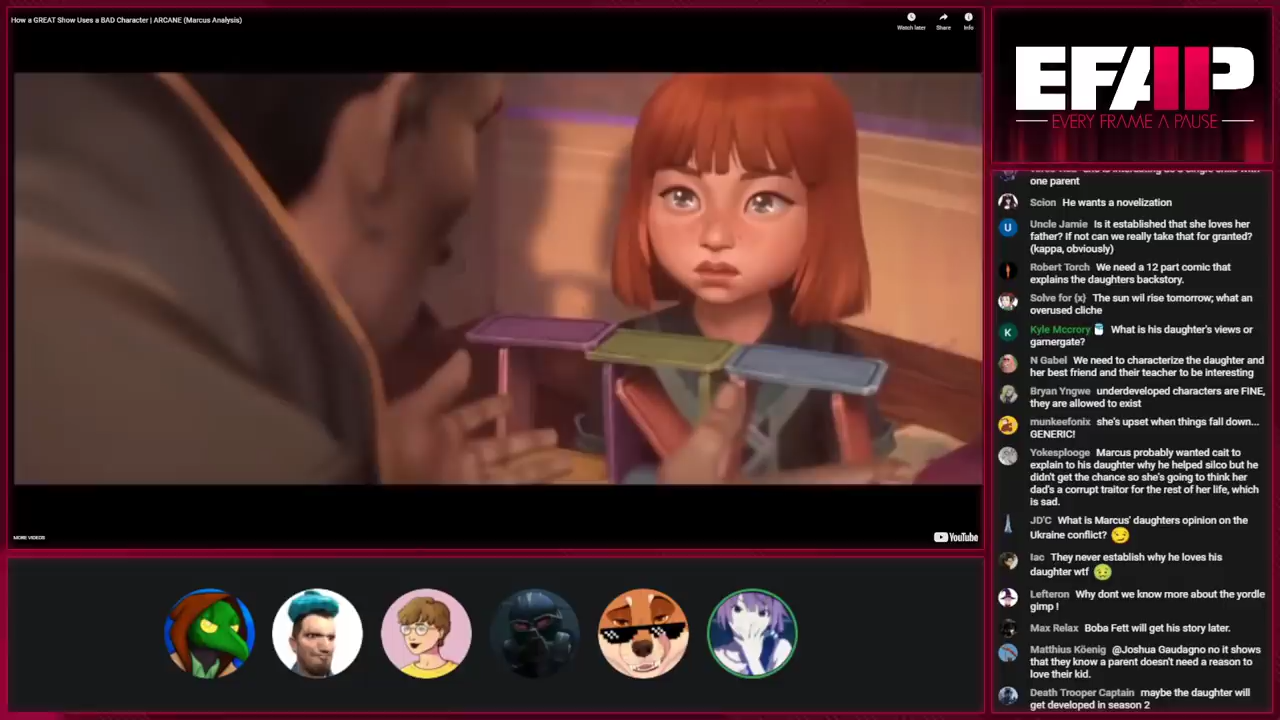 How a GREAT Show Uses a BAD Character | ARCANE (Marcus Analysis)
Watch later
Share
Info
MORE VIDEOS
YouTube
EFAP
EVERY FRAME A PAUSE
one parent
Scion He wants a novelization
Uncle Jamie Is it established that she loves her
father? If not can we really take that for granted?
(kappa, obviously)
Robert Torch We need a 12 part comic that
explains the daughters backstory.
Solve for {x} The sun wil rise tomorrow; what an
overused cliche
Kyle Mccrory What is his daughter's views or
gamergate?
N Gabel We need to characterize the daughter and
her best friend and their teacher to be interesting
Bryan Yngwe underdeveloped characters are FINE,
they are allowed to exist
munkeefonix she's upset when things fall down...
GENERIC!
Yokesplooge Marcus probably wanted cait to
explain to his daughter why he helped silco but he
didn't get the chance so she's going to think her
dad's a corrupt traitor for the rest of her life, which
is sad.
JD'C What is Marcus' daughters opinion on the
Ukraine conflict?
Iac They never establish why he loves his
daughter wtf
Lefteron Why dont we know more about the yordle
gimp !
Max Relax Boba Fett will get his story later.
Matthius Köenig @Joshua Gaudagno no it shows
that they know a parent doesn't need a reason to
love their kid.
Death Trooper Captain maybe the daughter will
get developed in season 2
U
K